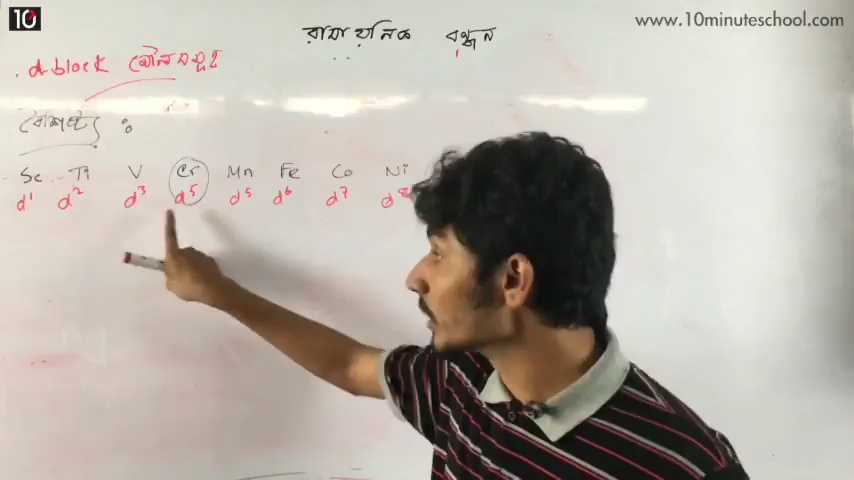 10
www.10minuteschool.com
রাসায়নিক বন্ধন
. d-block মৌলসমূহ
বৈশিষ্ট্য :
Sc Ti V Cr Mn Fe Co Ni
d¹ d² d³ d⁵ d⁵ d⁶ d⁷ d⁸